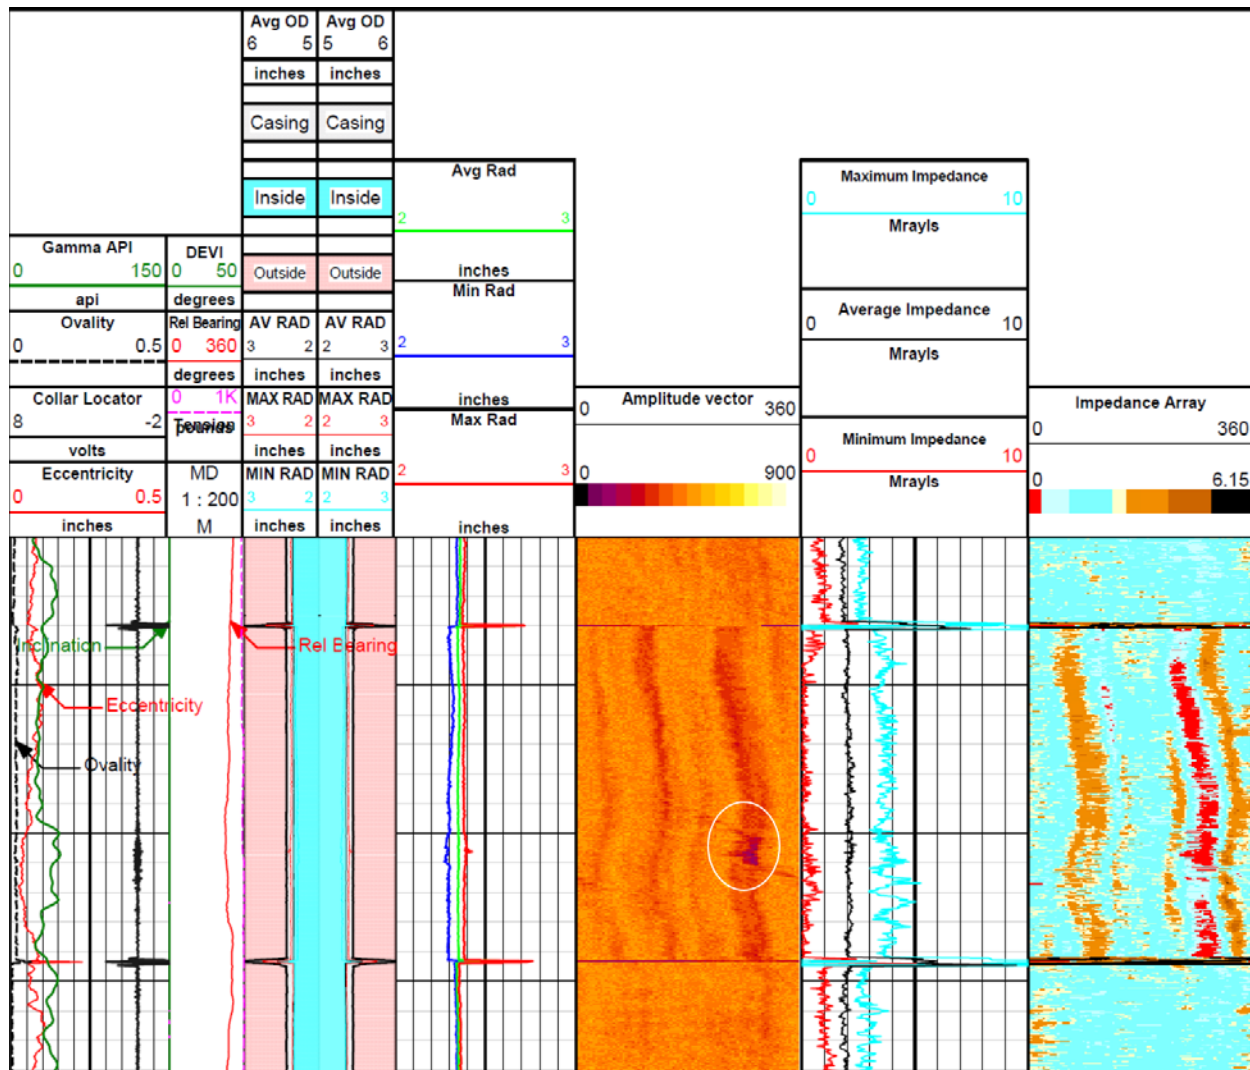 Avg OD Avg OD
6 5 5 6
inches inches
Casing Casing
Inside Inside
Outside Outside
AV RAD AV RAD
3 2 2 3
inches inches
MAX RAD MAX RAD
3 2 2 3
inches inches
MIN RAD MIN RAD
3 2 2 3
inches inches
Gamma API
0 150
api
Ovality
0 0.5
Collar Locator
8 -2
volts
Eccentricity
0 0.5
inches
DEVI
0 50
degrees
Rel Bearing
0 360
degrees
0 1K
Tension
pounds
MD
1 : 200
M
Avg Rad
2 3
inches
Min Rad
2 3
inches
Max Rad
2 3
inches
Amplitude vector
0 360
0 900
Maximum Impedance
0 10
Mrayls
Average Impedance
0 10
Mrayls
Minimum Impedance
0 10
Mrayls
Impedance Array
0 360
0 6.15
Inclination
Rel Bearing
Eccentricity
Ovality